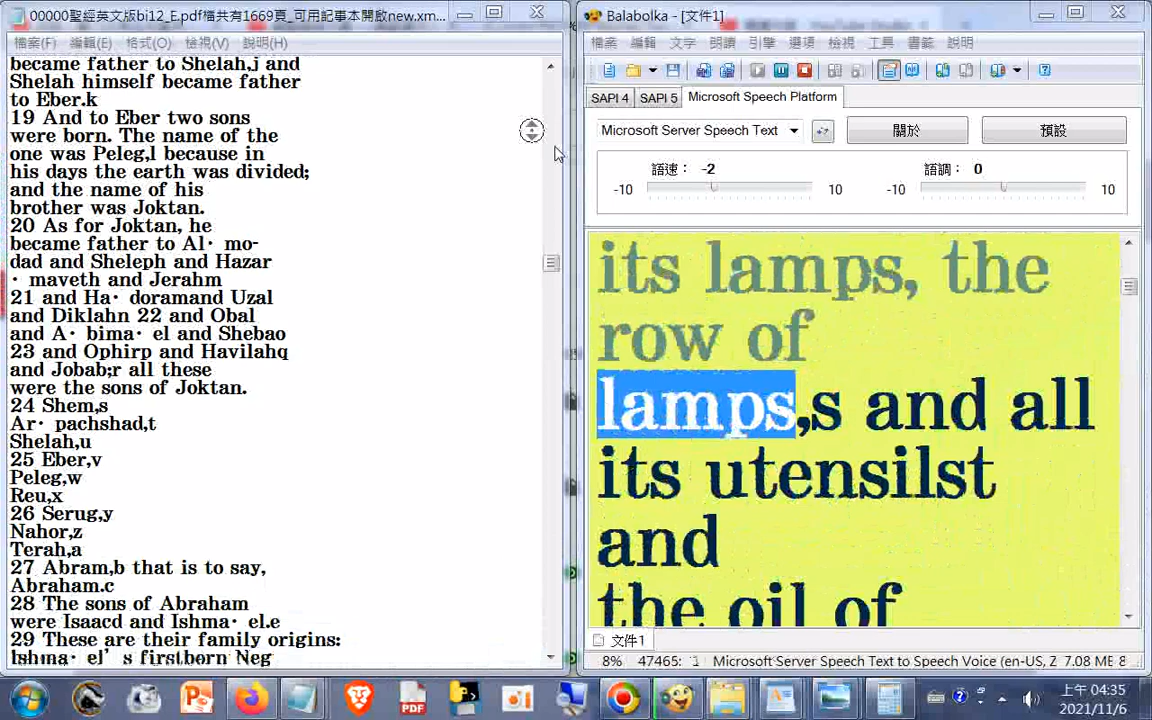 00000聖經英文版bi12_E.pdf檔共有1669頁_可用記事本開啟new.xm...
檔案(F) 編輯(E) 格式(O) 檢視(V) 說明(H)
became father to Shelah,j and
Shelah himself became father
to Eber.k
19 And to Eber two sons
were born. The name of the
one was Peleg,l because in
his days the earth was divided;
and the name of his
brother was Joktan.
20 As for Joktan, he
became father to Al· mo-
dad and Sheleph and Hazar
· maveth and Jerahm
21 and Ha· doramand Uzal
and Diklahn 22 and Obal
and A· bima· el and Shebao
23 and Ophirp and Havilahq
and Jobab;r all these
were the sons of Joktan.
24 Shem,s
Ar· pachshad,t
Shelah,u
25 Eber,v
Peleg,w
Reu,x
26 Serug,y
Nahor,z
Terah,a
27 Abram,b that is to say,
Abraham.c
28 The sons of Abraham
were Isaacd and Ishma· el.e
29 These are their family origins:
Ishma· el’s firstborn Neg
Balabolka - [文件1]
檔案 編輯 文字 朗讀 引擎 選項 檢視 工具 書籤 說明
SAPI 4 SAPI 5 Microsoft Speech Platform
Microsoft Server Speech Text 關於 預設
語速： -2 語調： 0
-10 10 -10 10
its lamps, the
row of
lamps,s and all
its utensilst
and
the oil of
文件1
8% 47465: 1 Microsoft Server Speech Text to Speech Voice (en-US, Z 7.08 MB 8
上午 04:35
2021/11/6